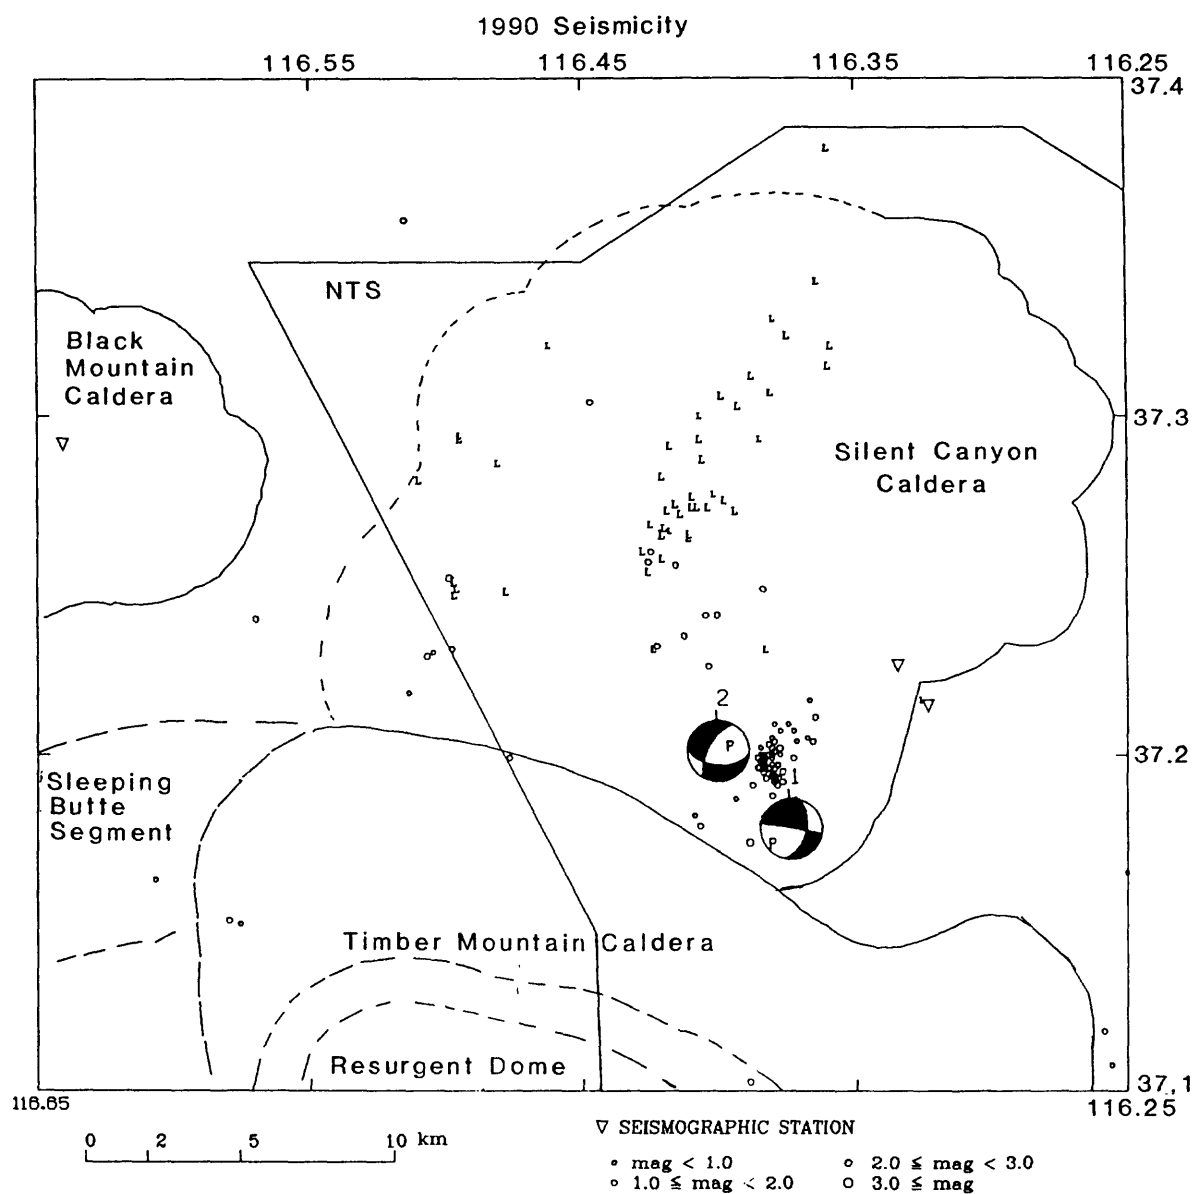 1990 Seismicity
116.55 116.45 116.35 116.25
37.4
L
L
NTS
L
L
L
L
Black
Mountain
Caldera
L
L
L
L
L
L
L
37.3
L
L
L
L
L
Silent Canyon
Caldera
L
L
L
L
L
L
L
L
L
L
L
L
L
2
P
37.2
1
P
Sleeping
Butte
Segment
Timber Mountain Caldera
Resurgent Dome
37.1
116.65
116.25
0 2 5 10 km
▽ SEISMOGRAPHIC STATION
∘ mag < 1.0 ∘ 2.0 ≦ mag < 3.0
∘ 1.0 ≦ mag < 2.0 ○ 3.0 ≦ mag